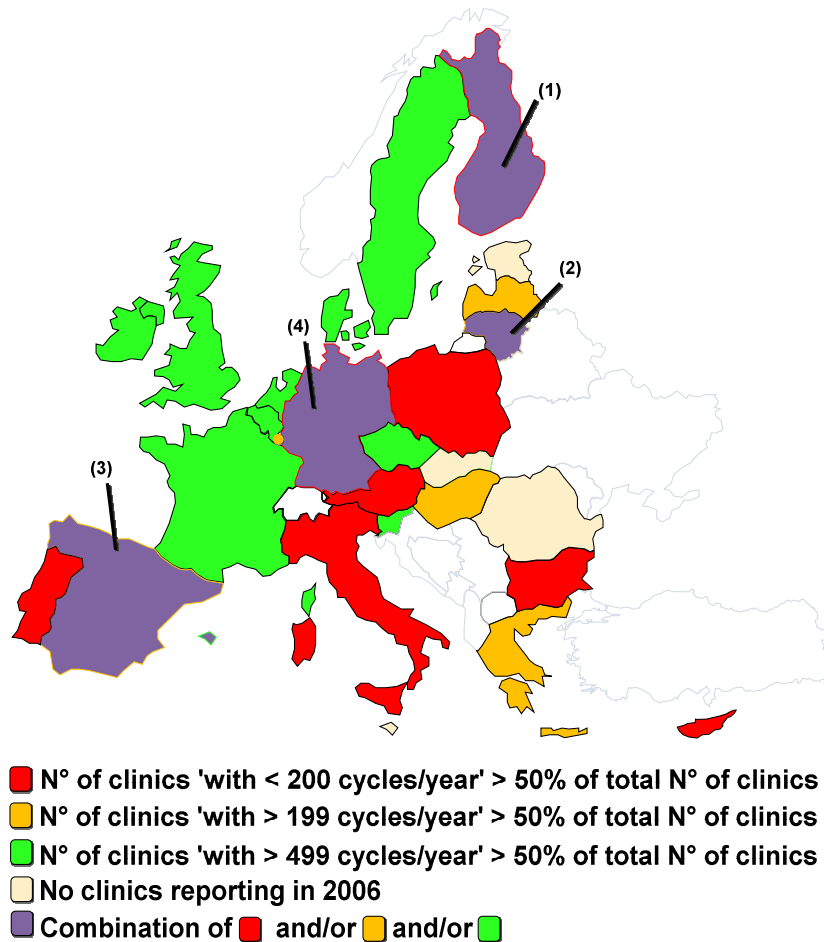 (1)
(2)
(4)
(3)
N° of clinics 'with < 200 cycles/year' > 50% of total N° of clinics
N° of clinics 'with > 199 cycles/year' > 50% of total N° of clinics
N° of clinics 'with > 499 cycles/year' > 50% of total N° of clinics
No clinics reporting in 2006
Combination of and/or and/or